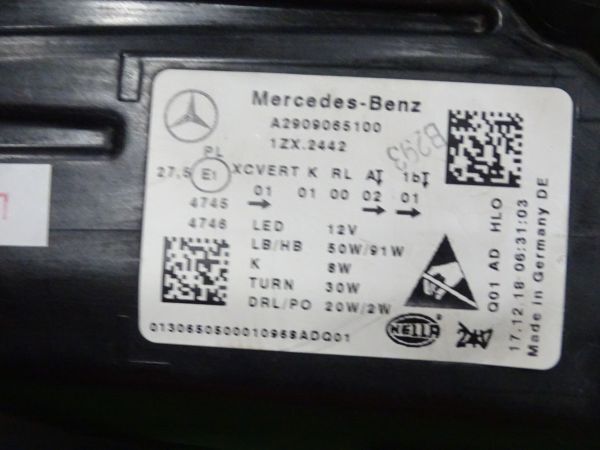 Mercedes-Benz
A2909065100
1ZX.2442
B293
PL
27,5 E1 XCVERT K RL AT 1bT
01 01 00 02 01
4745
4746 LED 12V
LB/HB 50W/91W
K 8W
TURN 30W
DRL/PO 20W/2W
HELLA
Q01 AD HLO
17.12.18-06:31:03
Made in Germany DE